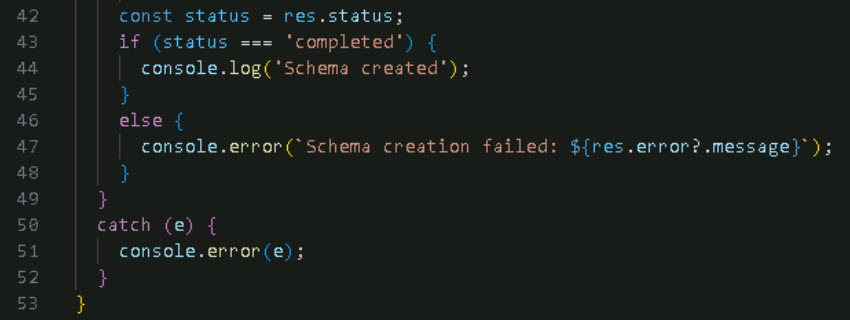 42 const status = res.status;
43 if (status === 'completed') {
44 console.log('Schema created');
45 }
46 else {
47 console.error(`Schema creation failed: ${res.error?.message}`);
48 }
49 }
50 catch (e) {
51 console.error(e);
52 }
53 }